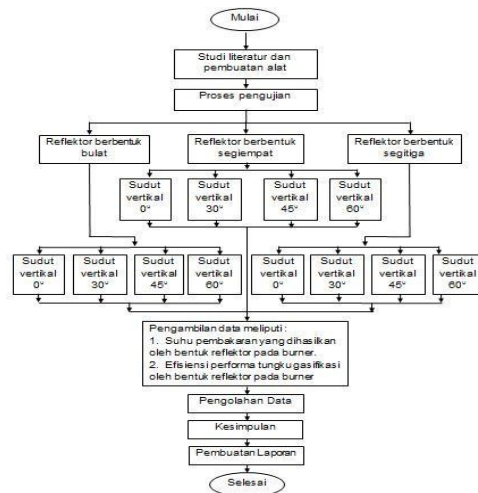 Mulai
Studi literatur dan
pembuatan alat
Proses pengujian
Reflektor berbentuk
bulat
Reflektor berbentuk
segiempat
Reflektor berbentuk
segitiga
Sudut
vertikal
0°
Sudut
vertikal
30°
Sudut
vertikal
45°
Sudut
vertikal
60°
Sudut
vertikal
0°
Sudut
vertikal
30°
Sudut
vertikal
45°
Sudut
vertikal
60°
Sudut
vertikal
0°
Sudut
vertikal
30°
Sudut
vertikal
45°
Sudut
vertikal
60°
Pengambilan data meliputi :
1. Suhu pembakaran yang dihasilkan
oleh bentuk reflektor pada burner.
2. Efisiensi performa tungku gasifikasi
oleh bentuk reflektor pada burner
Pengolahan Data
Kesimpulan
Pembuatan Laporan
Selesai